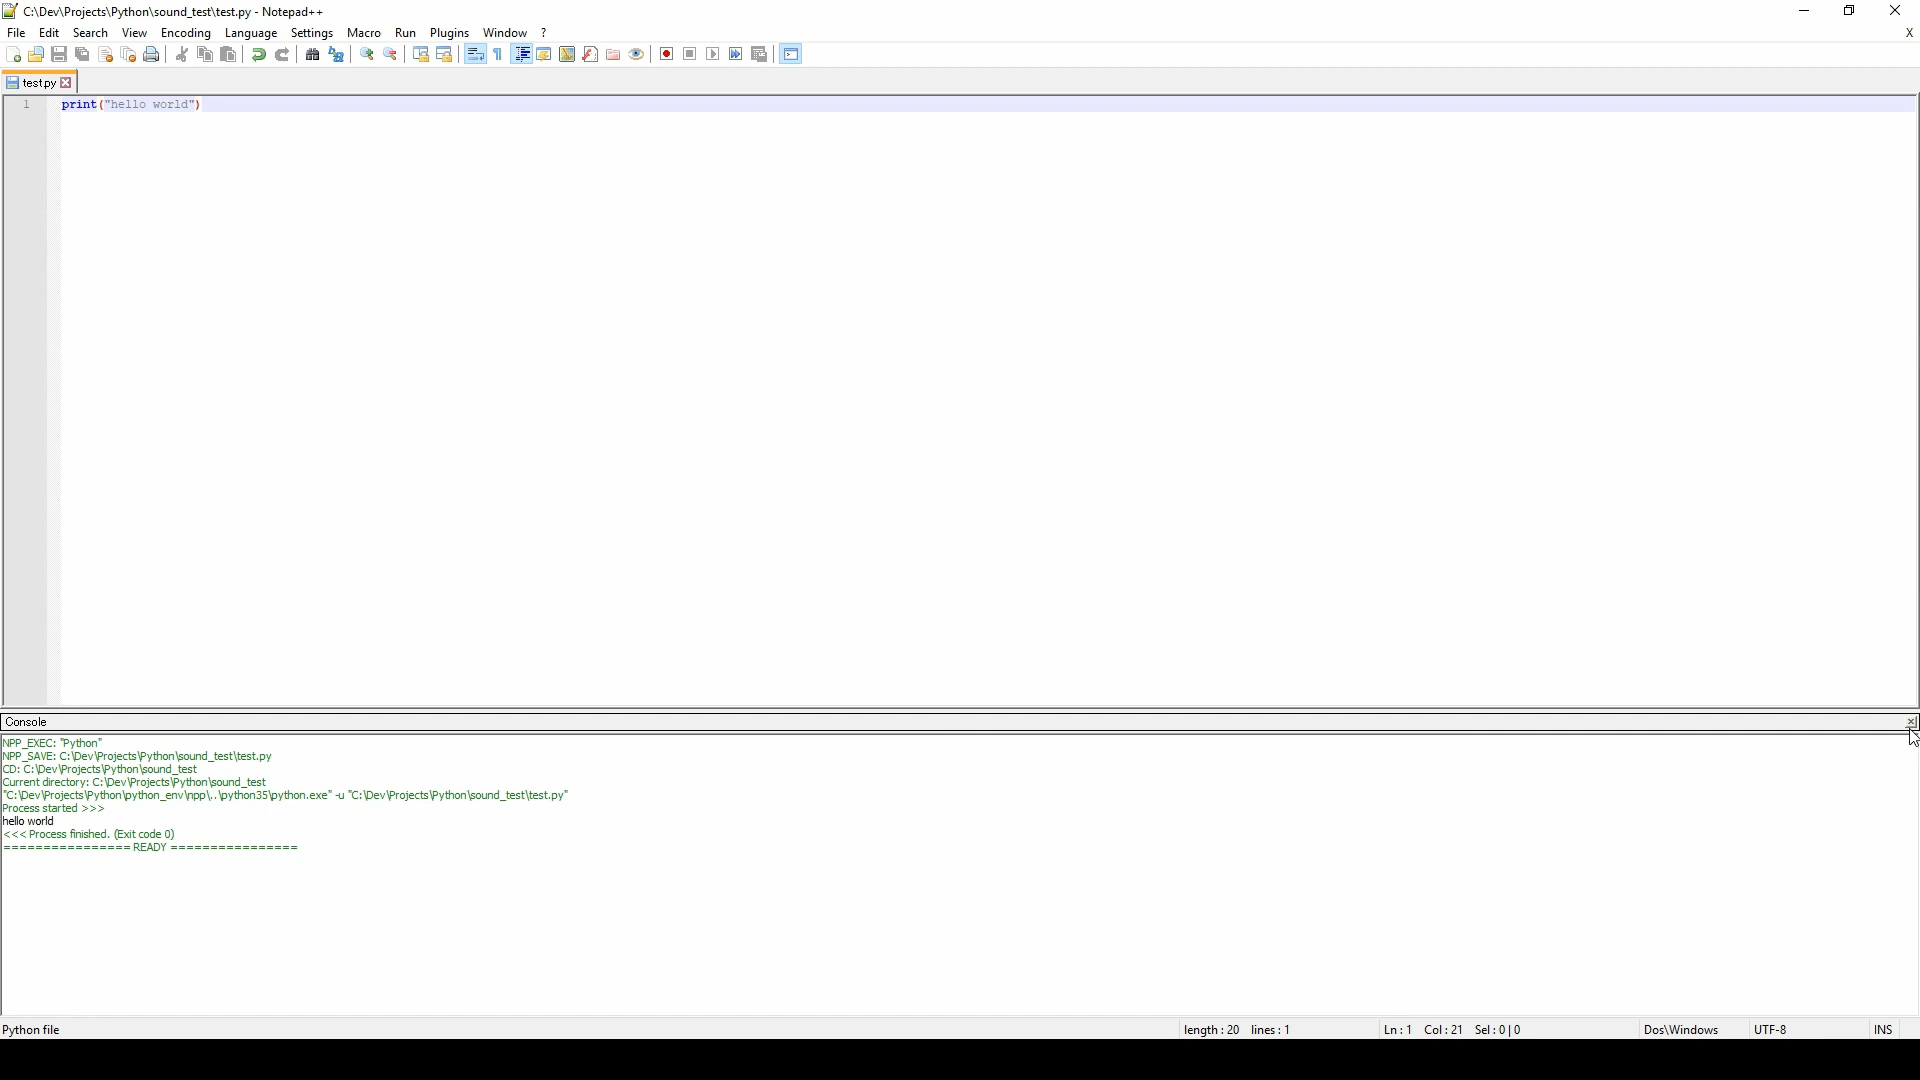 C:\Dev\Projects\Python\sound_test\test.py - Notepad++
File Edit Search View Encoding Language Settings Macro Run Plugins Window ? X
test.py
1 print("hello world")
Console
NPP_EXEC: "Python"
NPP_SAVE: C:\Dev\Projects\Python\sound_test\test.py
CD: C:\Dev\Projects\Python\sound_test
Current directory: C:\Dev\Projects\Python\sound_test
"C:\Dev\Projects\Python\python_env\npp\..\python35\python.exe" -u "C:\Dev\Projects\Python\sound_test\test.py"
Process started >>>
hello world
<<< Process finished. (Exit code 0)
================ READY ================
Python file length : 20 lines : 1 Ln : 1 Col : 21 Sel : 0 | 0 Dos\Windows UTF-8 INS